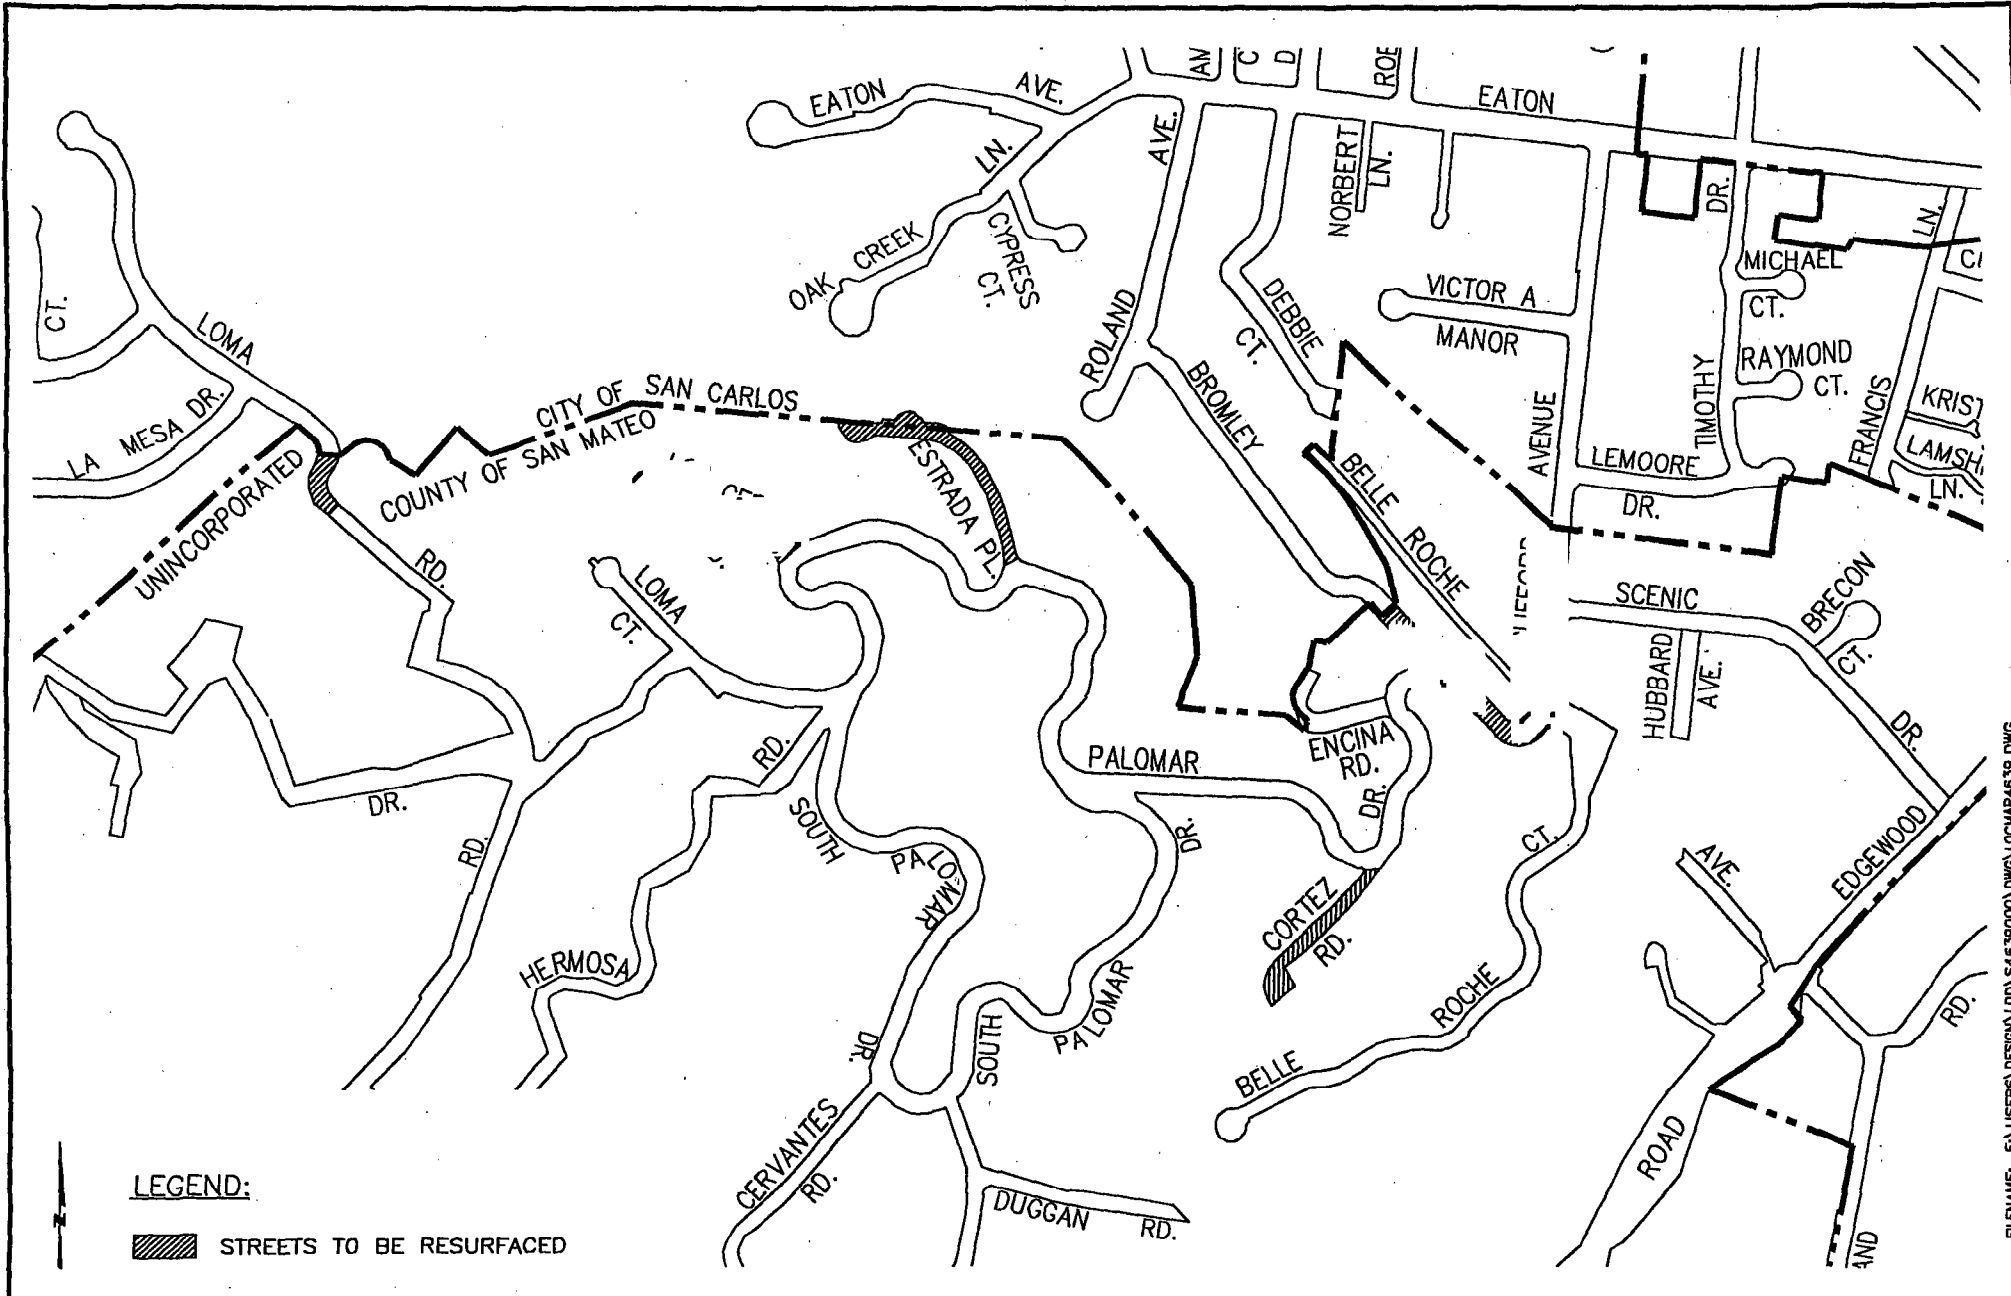 EATON
AVE.
EATON
LN.
AVE.
NORBERT
LN.
DR.
LN.
OAK
CREEK
CYPRESS
CT.
MICHAEL
CT.
CT.
LOMA
ROLAND
DEBBIE
CT.
VICTOR A
MANOR
RAYMOND
CT.
TIMOTHY
FRANCIS
LA MESA DR.
CITY OF SAN CARLOS
COUNTY OF SAN MATEO
UNINCORPORATED
BROMLEY
AVENUE
LEMOORE
DR.
LN.
ESTRADA PL.
BELLE ROCHE
RD.
LOMA
CT.
SCENIC
BRECON
CT.
HUBBARD
AVE.
DR.
ENCINA
RD.
PALOMAR
DR.
RD.
DR.
RD.
SOUTH
PALOMAR
DR.
DR.
CT.
AVE.
EDGEWOOD
CORTEZ
RD.
HERMOSA
SOUTH
PALOMAR
BELLE
ROCHE
RD.
CERVANTES
RD.
DUGGAN
RD.
ROAD
LEGEND:
STREETS TO BE RESURFACED
N